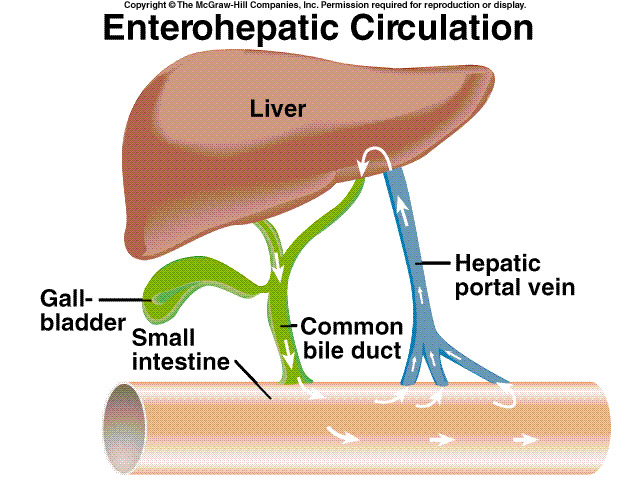 Copyright © The McGraw-Hill Companies, Inc. Permission required for reproduction or display.
Enterohepatic Circulation
Liver
Hepatic
portal vein
Gall-
bladder
Common
bile duct
Small
intestine